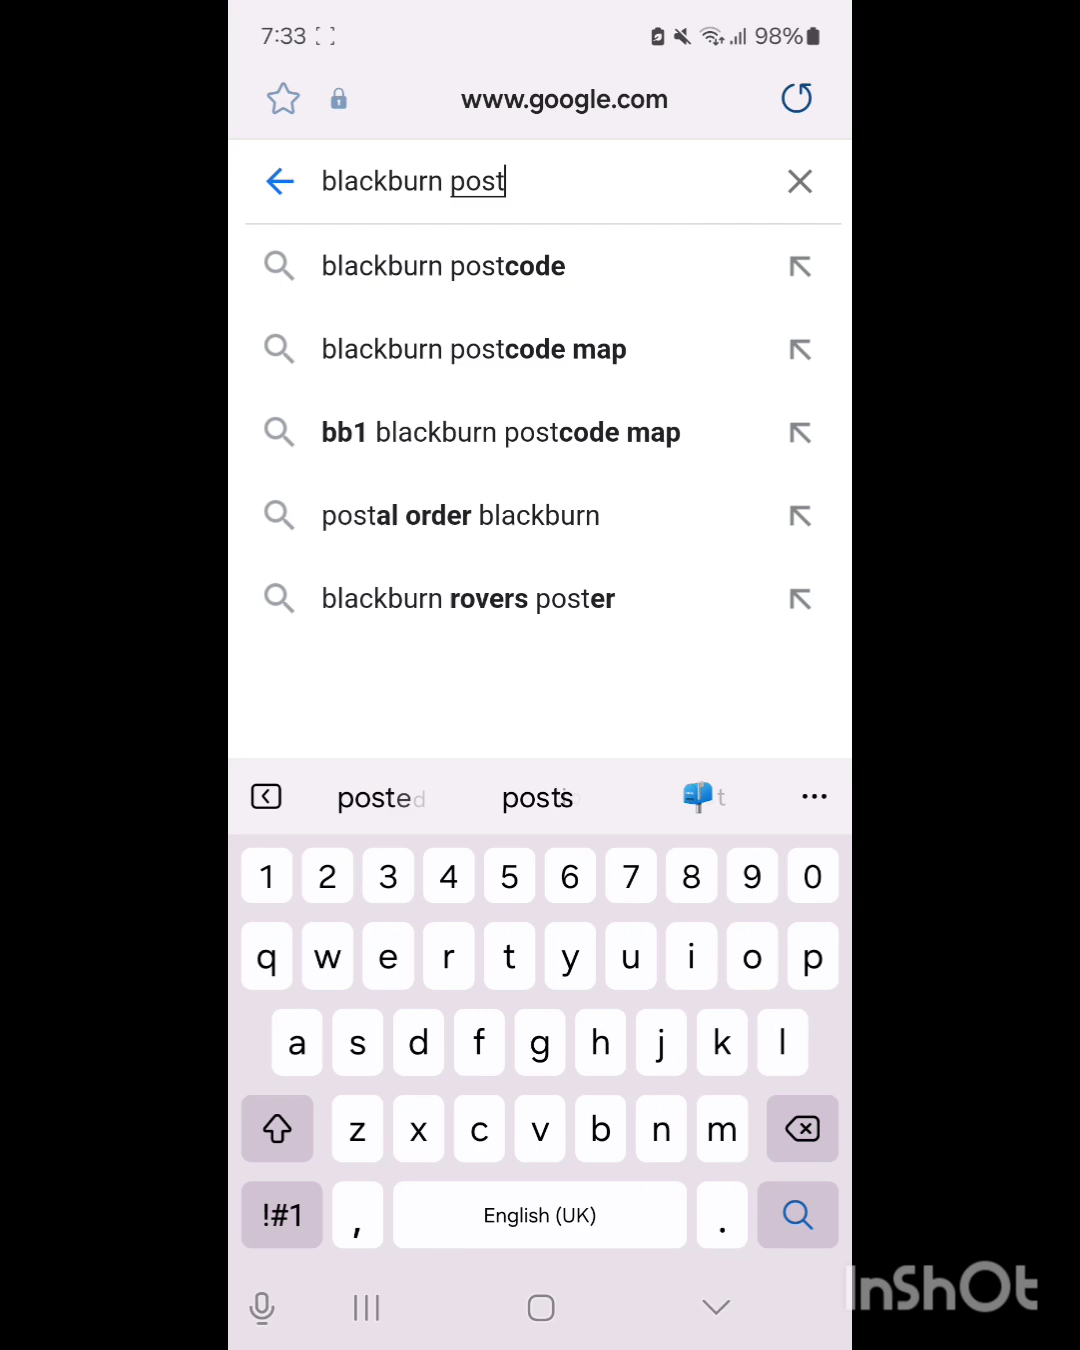 7:33 98%
www.google.com
blackburn post
blackburn postcode
blackburn postcode map
bb1 blackburn postcode map
postal order blackburn
blackburn rovers poster
posted posts t
1 2 3 4 5 6 7 8 9 0
q w e r t y u i o p
a s d f g h j k l
z x c v b n m
!#1 , English (UK) .
InShOt